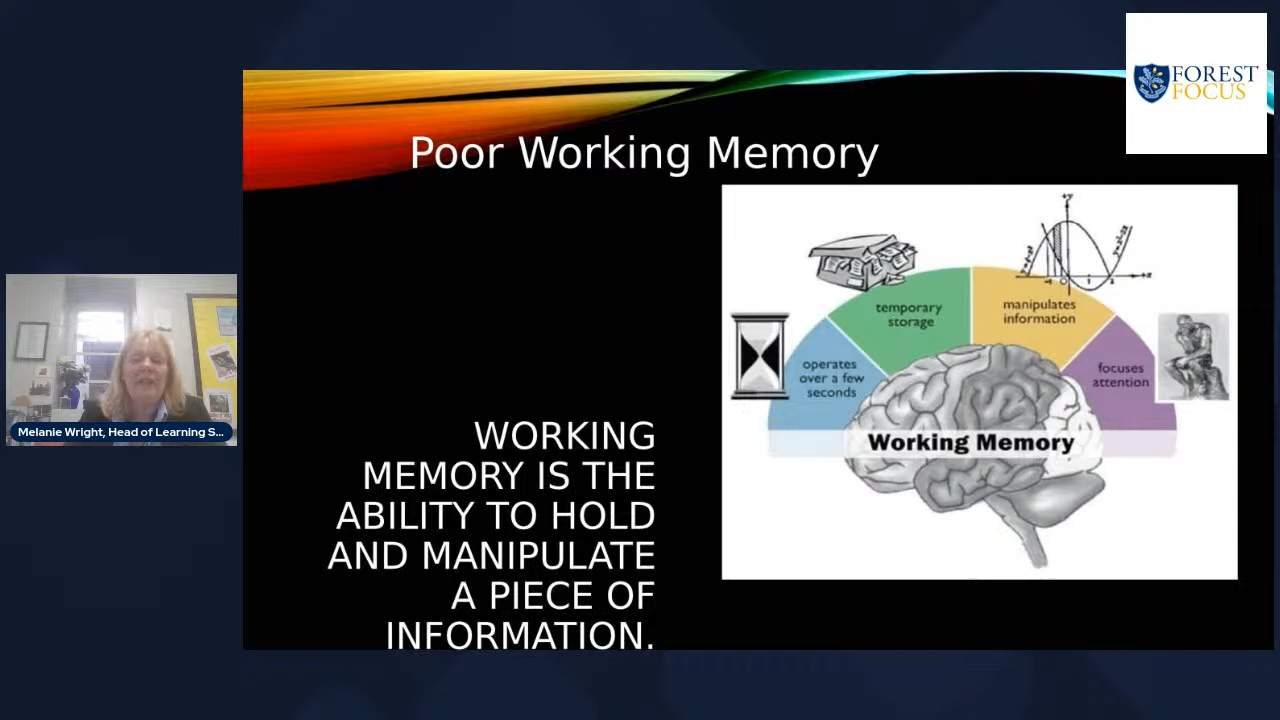 FOREST
FOCUS
Poor Working Memory
temporary
storage
manipulates
information
operates
over a few
seconds
focuses
attention
Working Memory
WORKING
MEMORY IS THE
ABILITY TO HOLD
AND MANIPULATE
A PIECE OF
INFORMATION.
Melanie Wright, Head of Learning S...